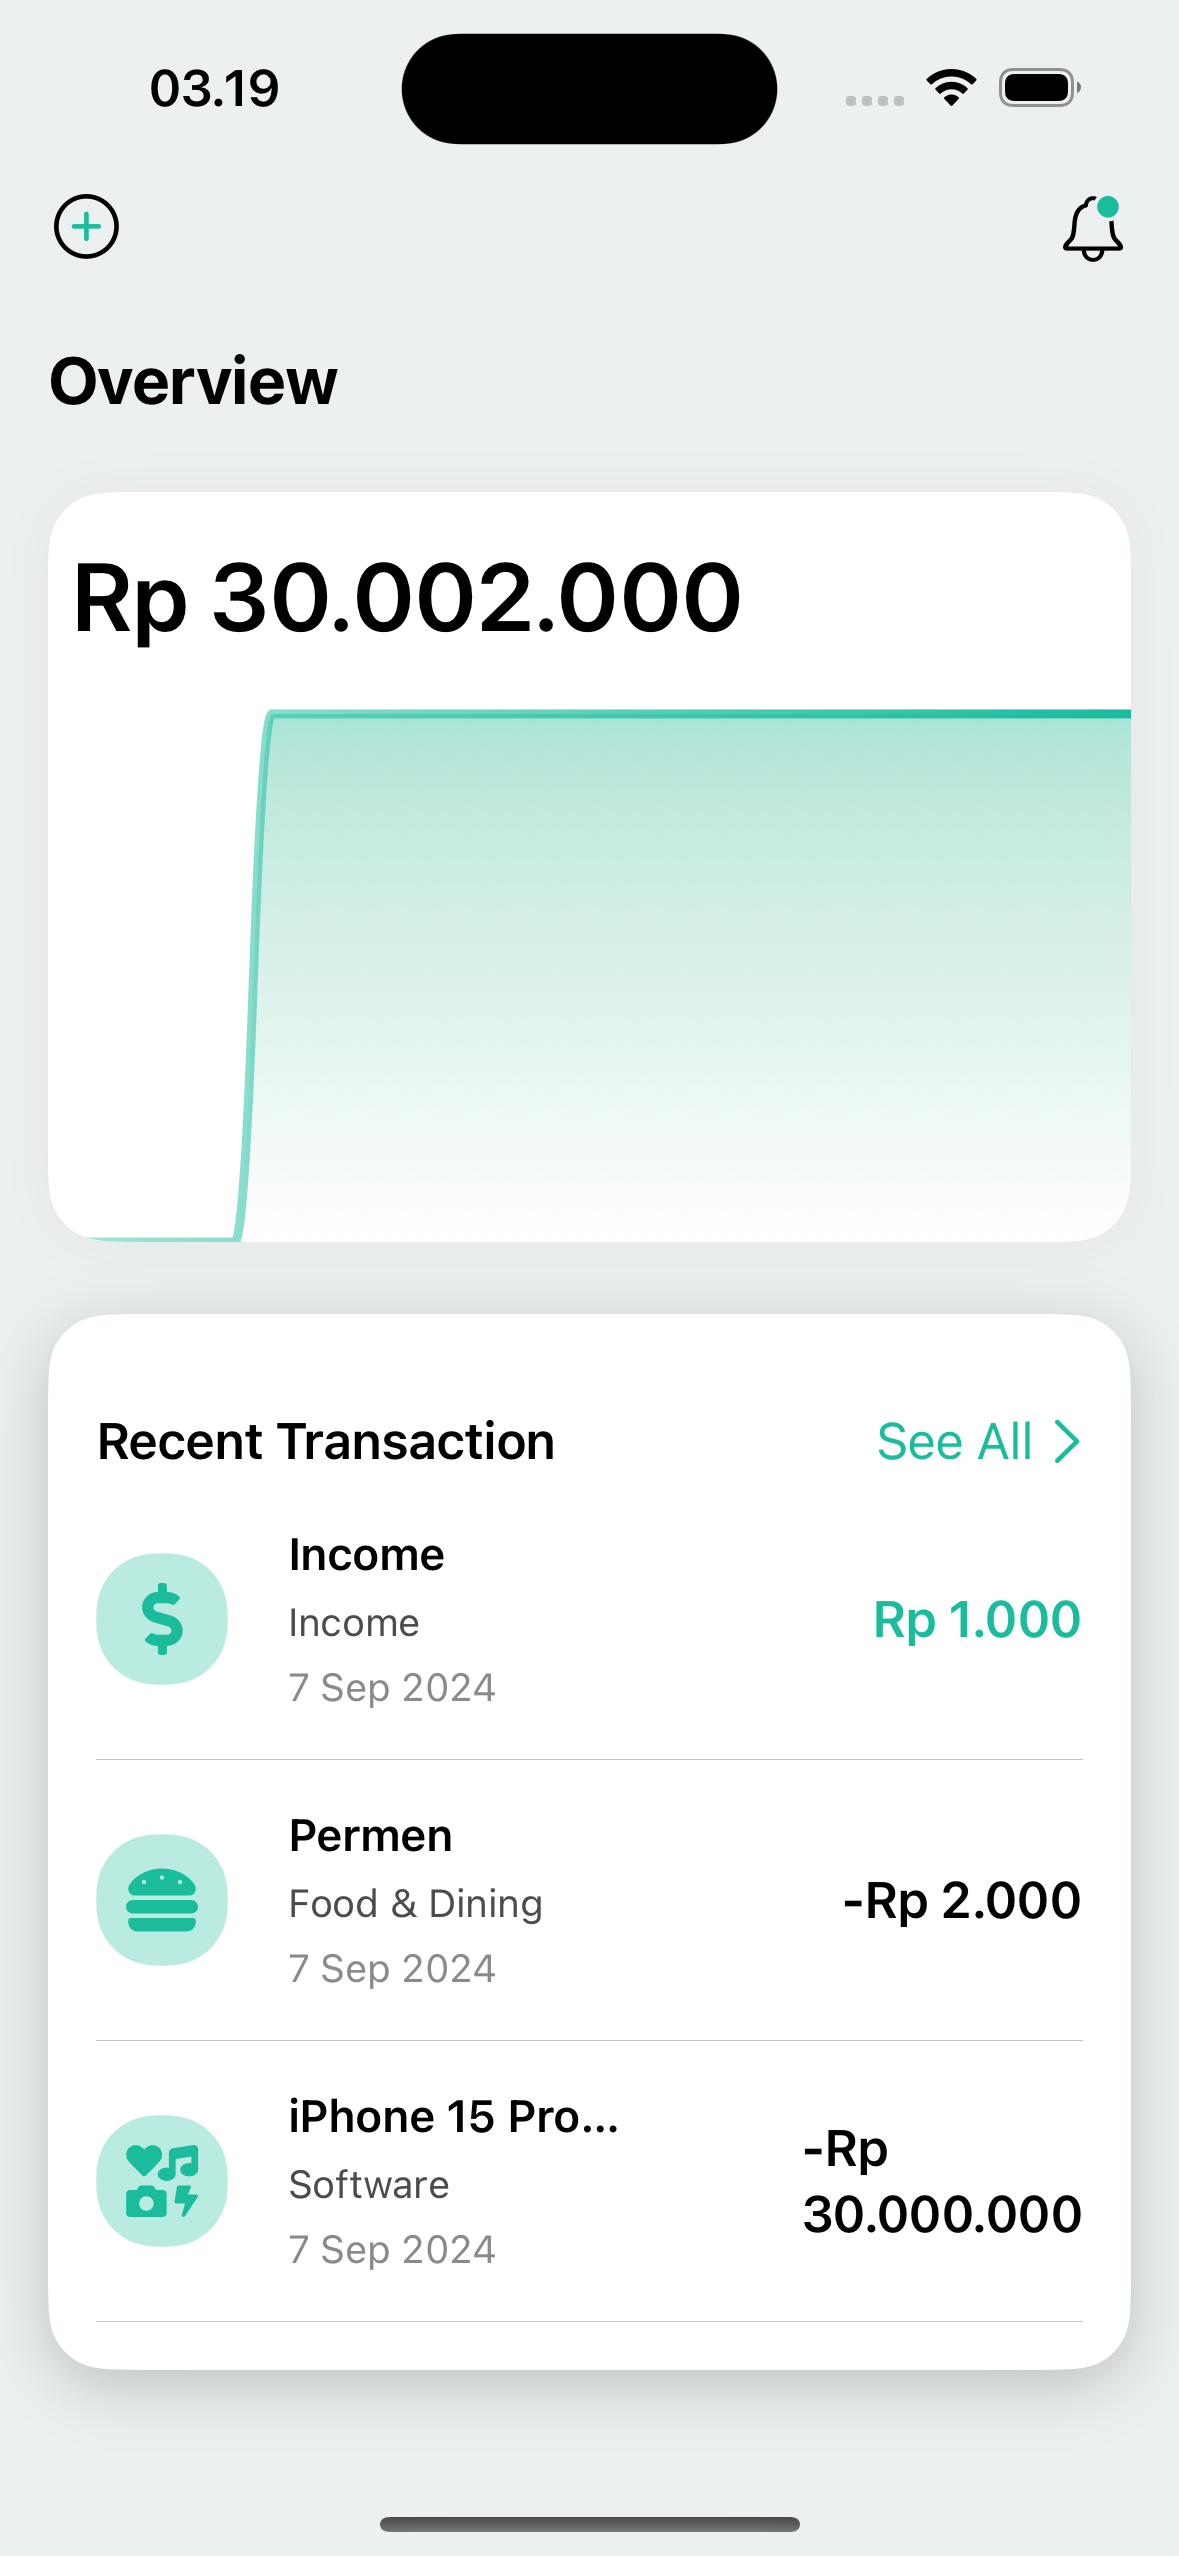 03.19
Overview
Rp 30.002.000
Recent Transaction
See All
Income
Income
7 Sep 2024
Rp 1.000
Permen
Food & Dining
7 Sep 2024
-Rp 2.000
iPhone 15 Pro...
Software
7 Sep 2024
-Rp
30.000.000